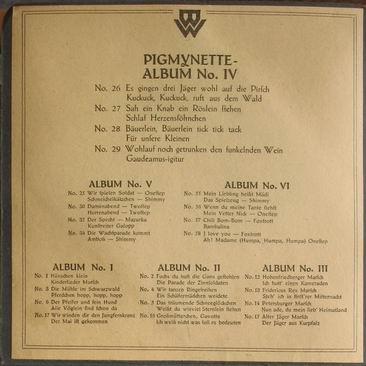 PIGMYNETTE-
ALBUM No. IV
No. 26 Es gingen drei Jäger wohl auf die Pirsch
Kuckuck, Kuckuck, ruft aus dem Wald
No. 27 Sah ein Knab ein Röslein stehen
Schlaf Herzenssöhnchen
No. 28 Bäuerlein, Bäuerlein tick tick tack
Für unsere Kleinen
No. 29 Wohlauf noch getrunken den funkelnden Wein
Gaudeamus-igitur
ALBUM No. V
No. 21 Wir spielen Soldat — OneStep
Schmeichelkätzchen — Shimmy
No. 30 Damenabend — TwoStep
Herrenabend — TwoStep
No. 32 Der Specht — Mazurka
Kunstreiter Galopp
No. 34 Die Wachtparade kommt
Amboß — Shimmy
ALBUM No. VI
No. 35 Mein Liebling heißt Mädi
Das Spielzeug — Shimmy
No. 36 Wenn du meine Tante siehst
Mein Vetter Nick — OneStep
No. 37 Chili Bom-Bom — Foxtrott
Bambalina
No. 38 I love you — Foxtrott
Ah! Madame (Humpa, Humpa, Humpa) OneStep
ALBUM No. I
No. 1 Hänschen klein
Kinderlieder Marsch
No. 3 Die Mühle im Schwarzwald
Pferdchen hopp, hopp, hopp
No. 6 Der Pfeifer und sein Hund
Alle Vöglein sind schon da
No. 17 Wir winden dir den Jungfernkranz
Der Mai ist gekommen
ALBUM No. II
No. 2 Fuchs du hast die Gans gestohlen
Die Parade der Zinnsoldaten
No. 4 Wir tanzen Ringelreihen
Ein Schäfermädchen weidete
No. 5 Das träumende Schneeglöckchen
Weißt du wieviel Sternlein stehen
No. 15 Großmütterchen, Gavotte
Ich weiß nicht was soll es bedeuten
ALBUM No. III
No. 12 Hohenfriedberger Marsch
Ich hatt' einen Kameraden
No. 13 Fridericus Rex Marsch
Steh' ich in finst'rer Mitternacht
No. 14 Petersburger Marsch
Nun ade, du mein lieb' Heimatland
No. 17 Alter Jäger Marsch
Der Jäger aus Kurpfalz